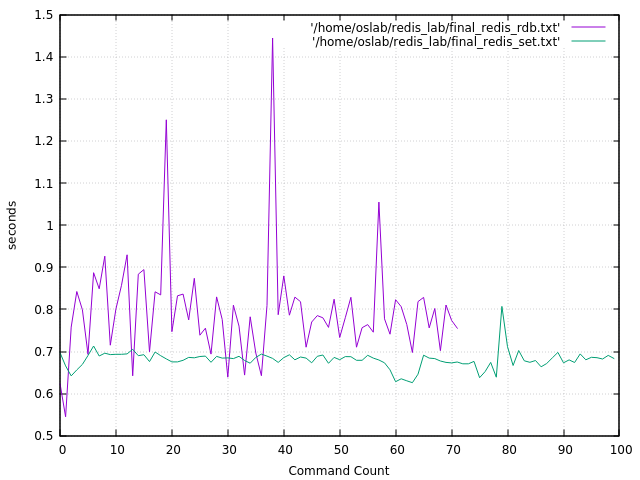 1.5
1.4
1.3
1.2
1.1
1
0.9
0.8
0.7
0.6
0.5
seconds
'/home/oslab/redis_lab/final_redis_rdb.txt'
'/home/oslab/redis_lab/final_redis_set.txt'
0 10 20 30 40 50 60 70 80 90 100
Command Count